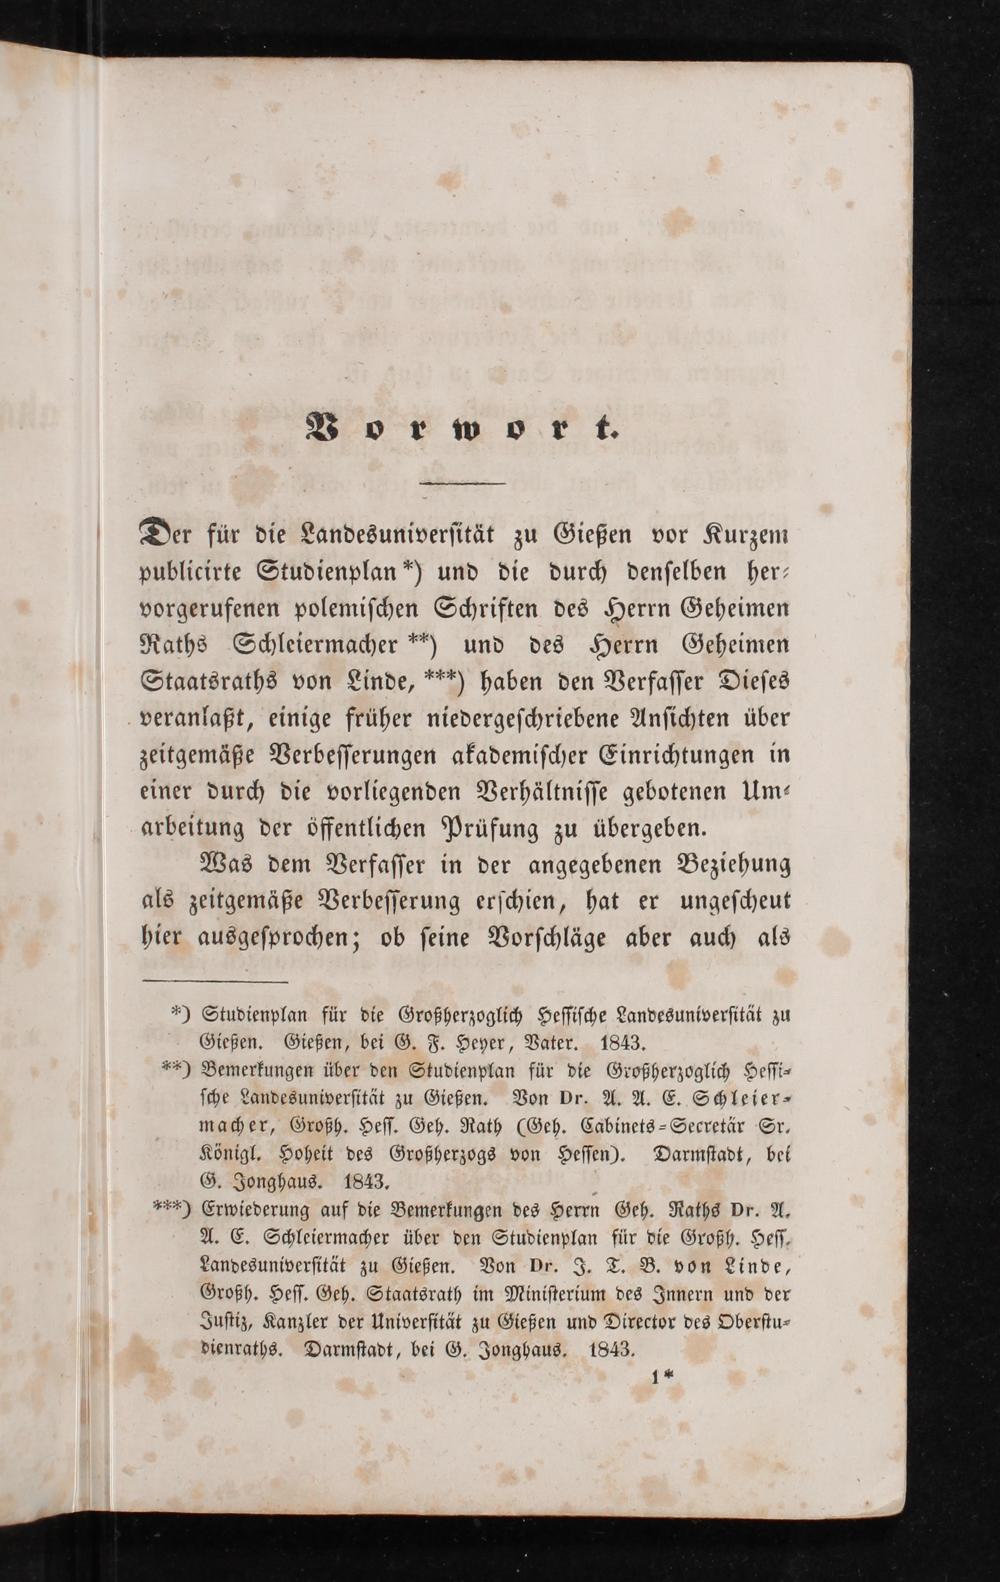 Vorwort.
Der für die Landesuniversität zu Gießen vor Kurzem
publicirte Studienplan *) und die durch denselben her-
vorgerufenen polemischen Schriften des Herrn Geheimen
Raths Schleiermacher **) und des Herrn Geheimen
Staatsraths von Linde, ***) haben den Verfasser Dieses
veranlaßt, einige früher niedergeschriebene Ansichten über
zeitgemäße Verbesserungen akademischer Einrichtungen in
einer durch die vorliegenden Verhältnisse gebotenen Um-
arbeitung der öffentlichen Prüfung zu übergeben.
Was dem Verfasser in der angegebenen Beziehung
als zeitgemäße Verbesserung erschien, hat er ungescheut
hier ausgesprochen; ob seine Vorschläge aber auch als
*) Studienplan für die Großherzoglich Hessische Landesuniversität zu
Gießen. Gießen, bei G. F. Heyer, Vater. 1843.
**) Bemerkungen über den Studienplan für die Großherzoglich Hessi-
sche Landesuniversität zu Gießen. Von Dr. A. A. E. Schleier-
macher, Großh. Hess. Geh. Rath (Geh. Cabinets-Secretär Sr.
Königl. Hoheit des Großherzogs von Hessen). Darmstadt, bei
G. Jonghaus. 1843.
***) Erwiederung auf die Bemerkungen des Herrn Geh. Raths Dr. A.
A. E. Schleiermacher über den Studienplan für die Großh. Hess.
Landesuniversität zu Gießen. Von Dr. J. T. B. von Linde,
Großh. Hess. Geh. Staatsrath im Ministerium des Innern und der
Justiz, Kanzler der Universität zu Gießen und Director des Oberstu-
dienraths. Darmstadt, bei G. Jonghaus. 1843.
1*